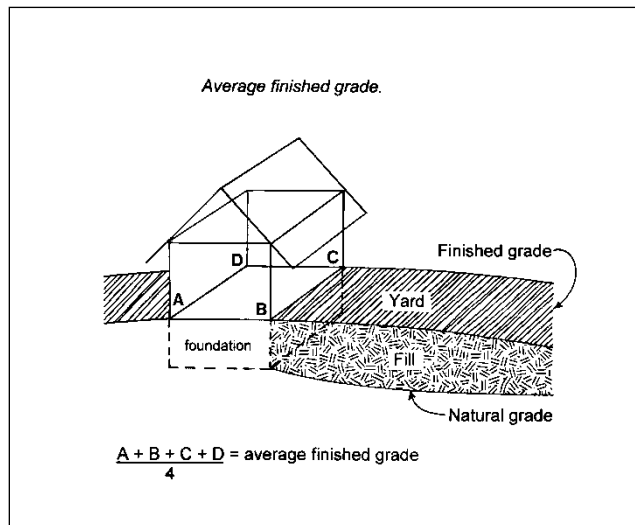 Average finished grade.
D
C
Finished grade
A
B
Yard
foundation
Fill
Natural grade
A + B + C + D = average finished grade
4